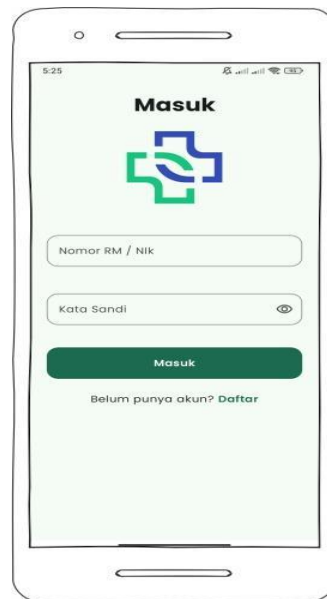 5:25
Masuk
Nomor RM / Nik
Kata Sandi
Masuk
Belum punya akun? Daftar